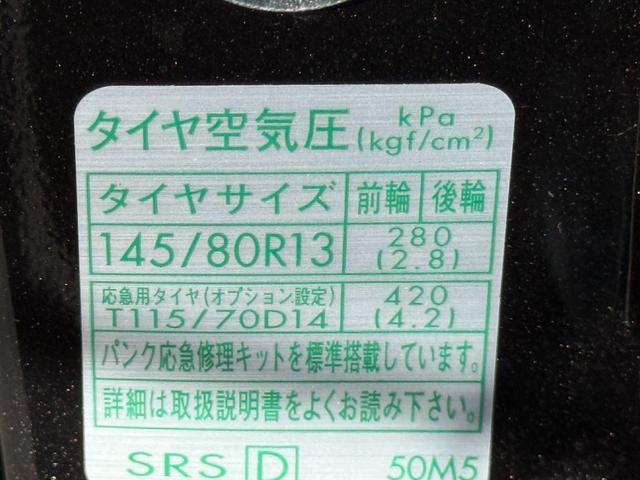 タイヤ空気圧 kPa (kgf/cm²)
タイヤサイズ 前輪 後輪
145/80R13 280 (2.8)
応急用タイヤ(オプション設定) 420
T115/70D14 (4.2)
パンク応急修理キットを標準搭載しています。
詳細は取扱説明書をよくお読み下さい。
SRS D 50M5